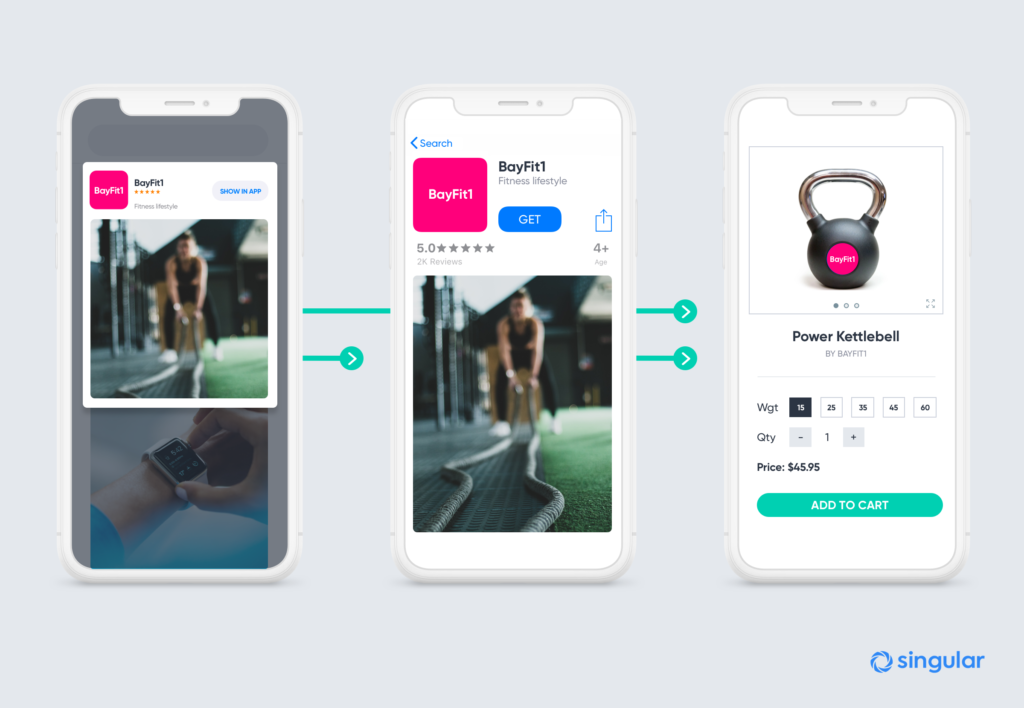 BayFit1
BayFit1
Fitness lifestyle
SHOW IN APP
Search
BayFit1
BayFit1
Fitness lifestyle
GET
5.0
2K Reviews
4+
Age
BayFit1
Power Kettlebell
BY BAYFIT1
Wgt 15 25 35 45 60
Qty - 1 +
Price: $45.95
ADD TO CART
singular